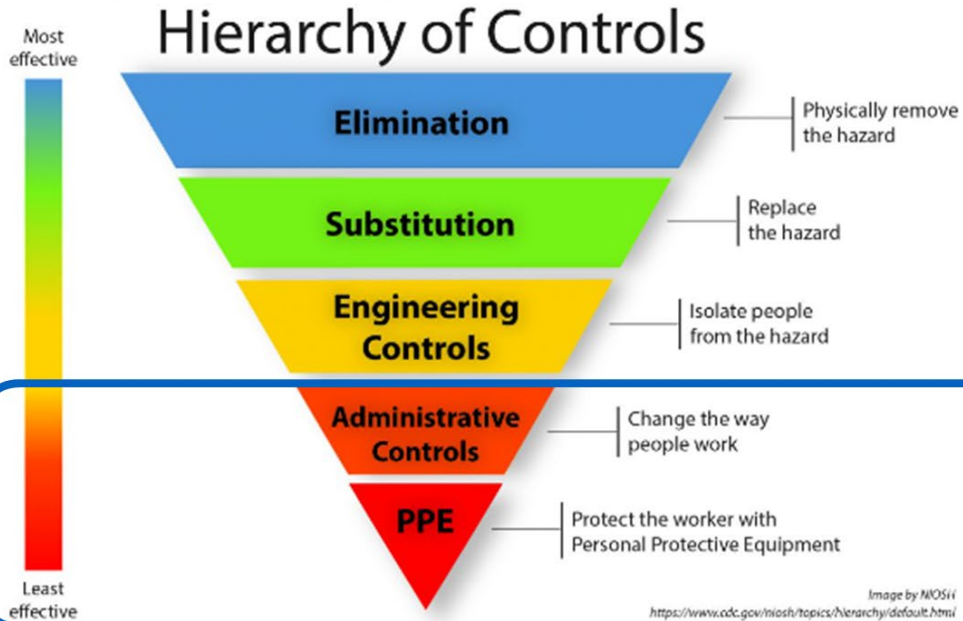 Hierarchy of Controls
Most
effective
Elimination
Physically remove
the hazard
Substitution
Replace
the hazard
Engineering
Controls
Isolate people
from the hazard
Administrative
Controls
Change the way
people work
PPE
Protect the worker with
Personal Protective Equipment
Least
effective
Image by NIOSH
https://www.cdc.gov/niosh/topics/hierarchy/default.html